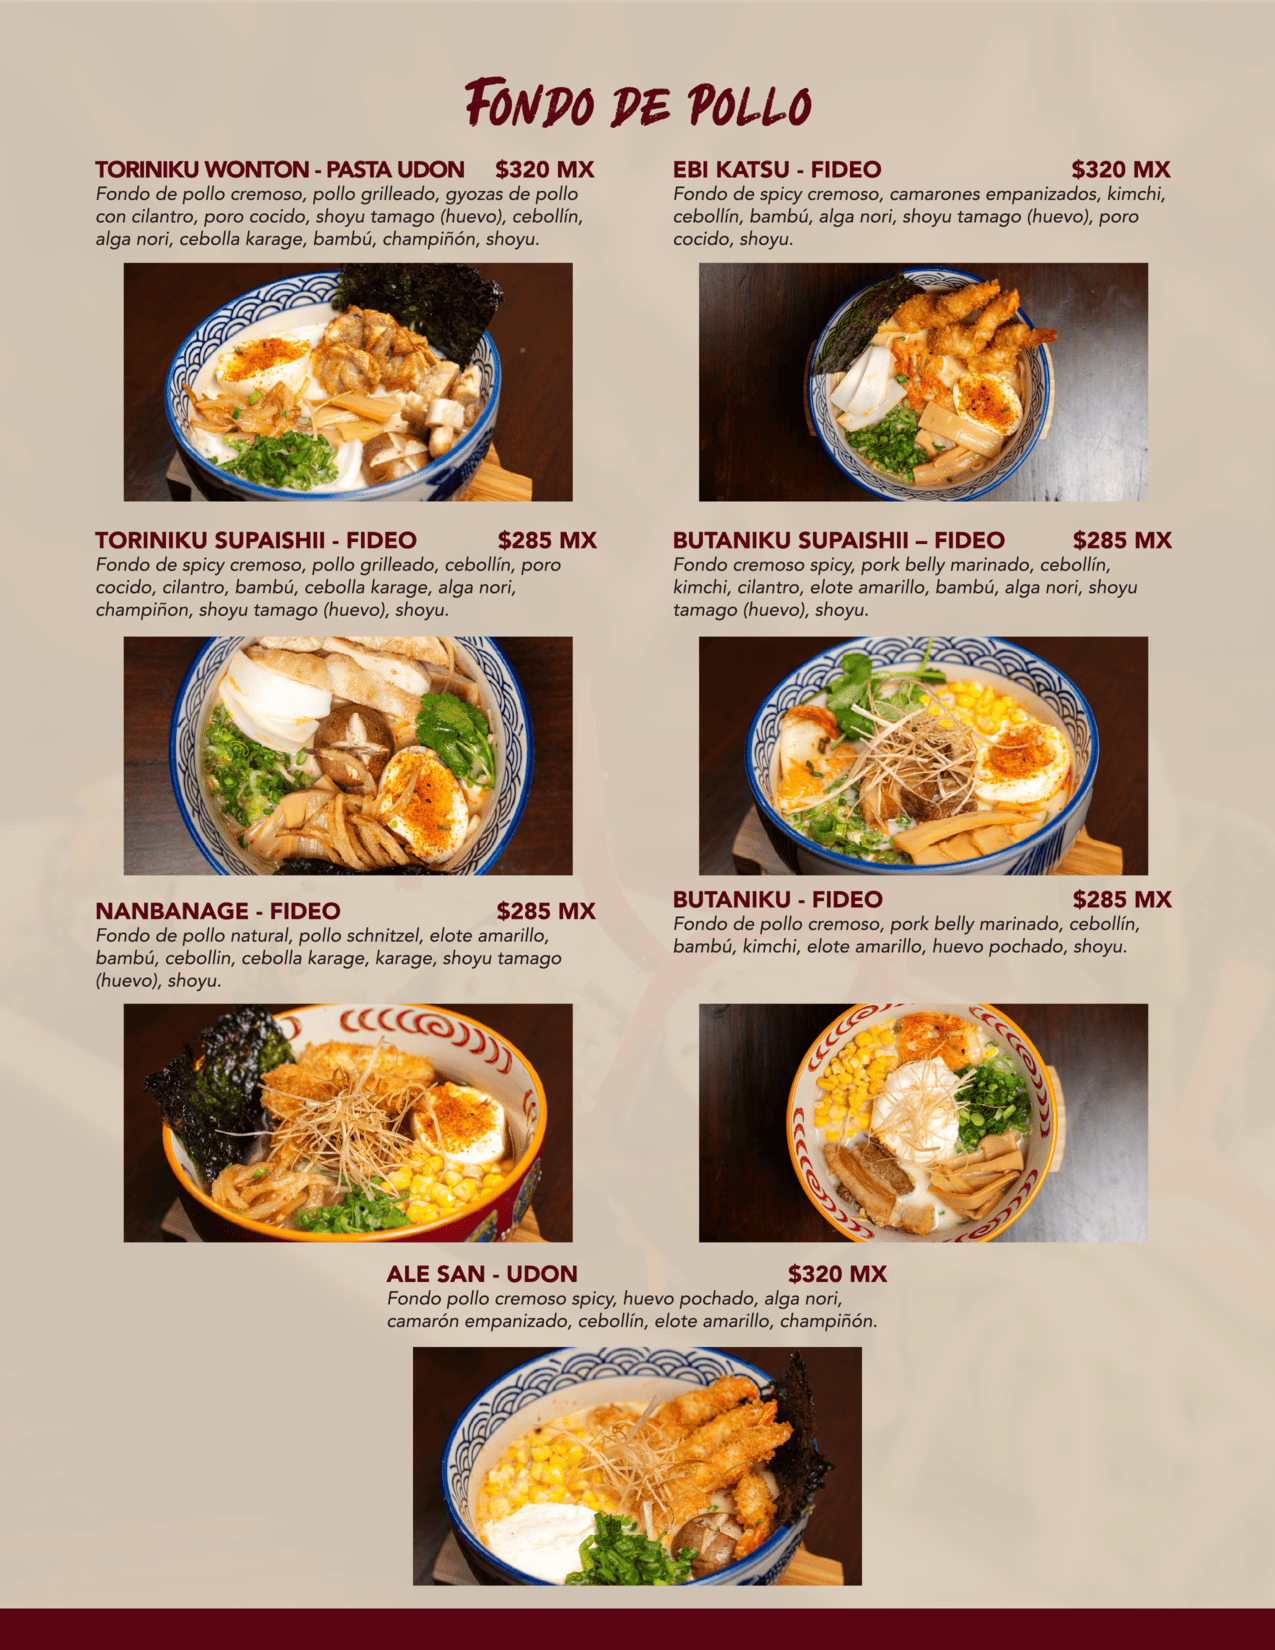 Fondo de Pollo
TORINIKU WONTON - PASTA UDON $320 MX
Fondo de pollo cremoso, pollo grilleado, gyozas de pollo
con cilantro, poro cocido, shoyu tamago (huevo), cebollín,
alga nori, cebolla karage, bambú, champiñón, shoyu.
EBI KATSU - FIDEO $320 MX
Fondo de spicy cremoso, camarones empanizados, kimchi,
cebollín, bambú, alga nori, shoyu tamago (huevo), poro
cocido, shoyu.
TORINIKU SUPAISHII - FIDEO $285 MX
Fondo de spicy cremoso, pollo grilleado, cebollín, poro
cocido, cilantro, bambú, cebolla karage, alga nori,
champiñon, shoyu tamago (huevo), shoyu.
BUTANIKU SUPAISHII – FIDEO $285 MX
Fondo cremoso spicy, pork belly marinado, cebollín,
kimchi, cilantro, elote amarillo, bambú, alga nori, shoyu
tamago (huevo), shoyu.
NANBANAGE - FIDEO $285 MX
Fondo de pollo natural, pollo schnitzel, elote amarillo,
bambú, cebollin, cebolla karage, karage, shoyu tamago
(huevo), shoyu.
BUTANIKU - FIDEO $285 MX
Fondo de pollo cremoso, pork belly marinado, cebollín,
bambú, kimchi, elote amarillo, huevo pochado, shoyu.
ALE SAN - UDON $320 MX
Fondo pollo cremoso spicy, huevo pochado, alga nori,
camarón empanizado, cebollín, elote amarillo, champiñón.